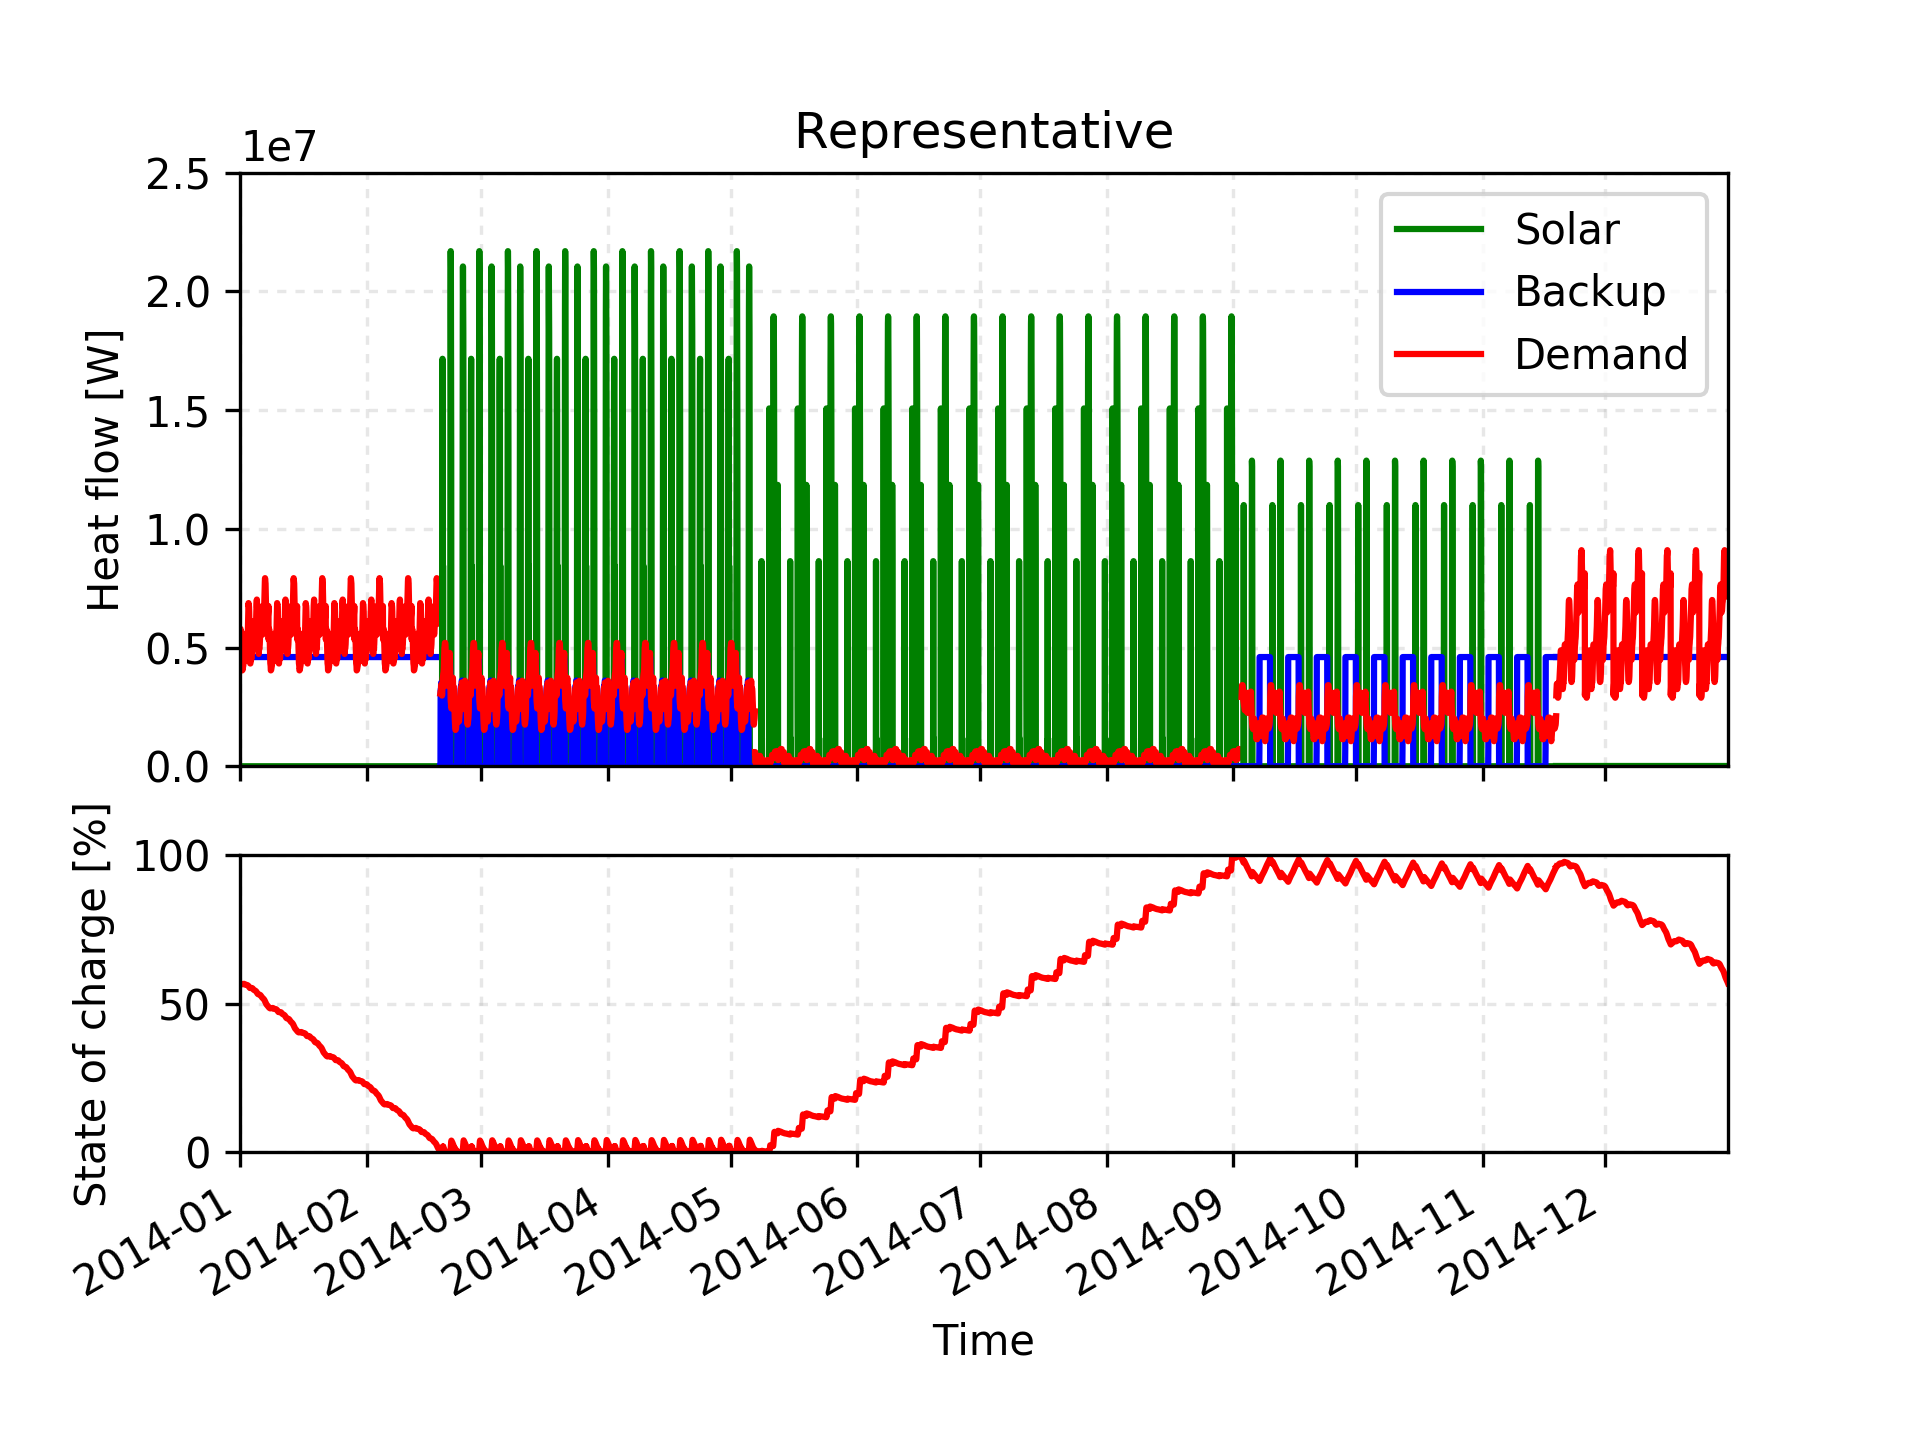 Representative
1e7
2.5
2.0
1.5
1.0
0.5
0.0
Heat flow [W]
Solar
Backup
Demand
100
50
0
State of charge [%]
2014-01
2014-02
2014-03
2014-04
2014-05
2014-06
2014-07
2014-08
2014-09
2014-10
2014-11
2014-12
Time